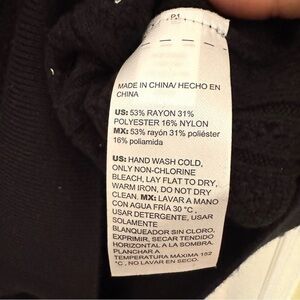 P1
MADE IN CHINA/ HECHO EN
CHINA
US: 53% RAYON 31%
POLYESTER 16% NYLON
MX: 53% rayón 31% poliéster
16% poliamida
US: HAND WASH COLD,
ONLY NON-CHLORINE
BLEACH, LAY FLAT TO DRY,
WARM IRON, DO NOT DRY
CLEAN. MX: LAVAR A MANO
CON AGUA FRÍA 30 °C ,
USAR DETERGENTE, USAR
SOLAMENTE
BLANQUEADOR SIN CLORO,
EXPRIMIR, SECAR TENDIDO
HORIZONTAL A LA SOMBRA.
PLANCHAR A
TEMPERATURA MÁXIMA 152
°C , NO LAVAR EN SECO.